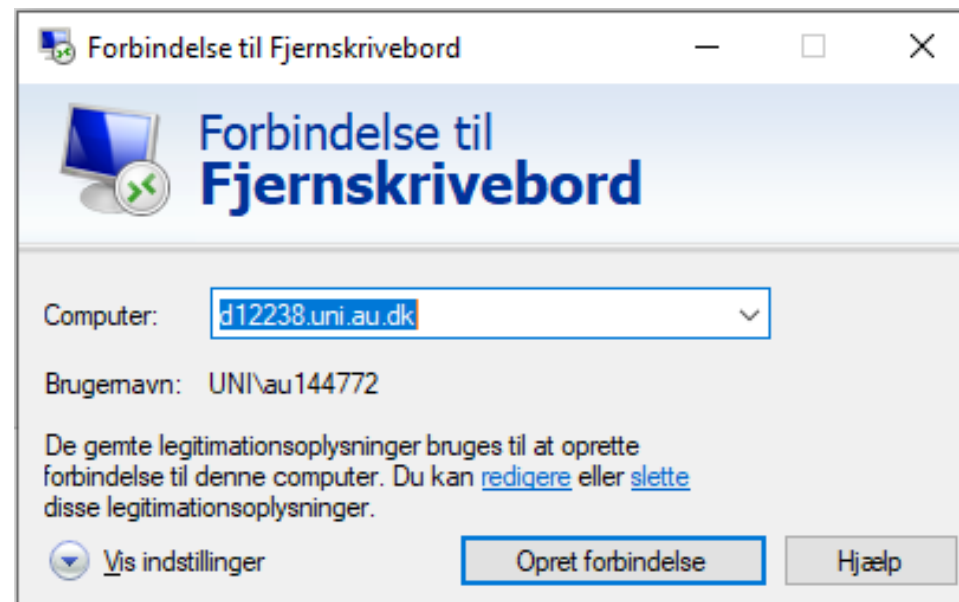 Forbindelse til Fjernskrivebord
Forbindelse til
Fjernskrivebord
Computer: d12238.uni.au.dk
Brugernavn: UNI\au144772
De gemte legitimationsoplysninger bruges til at oprette
forbindelse til denne computer. Du kan redigere eller slette
disse legitimationsoplysninger.
Vis indstillinger Opret forbindelse Hjælp